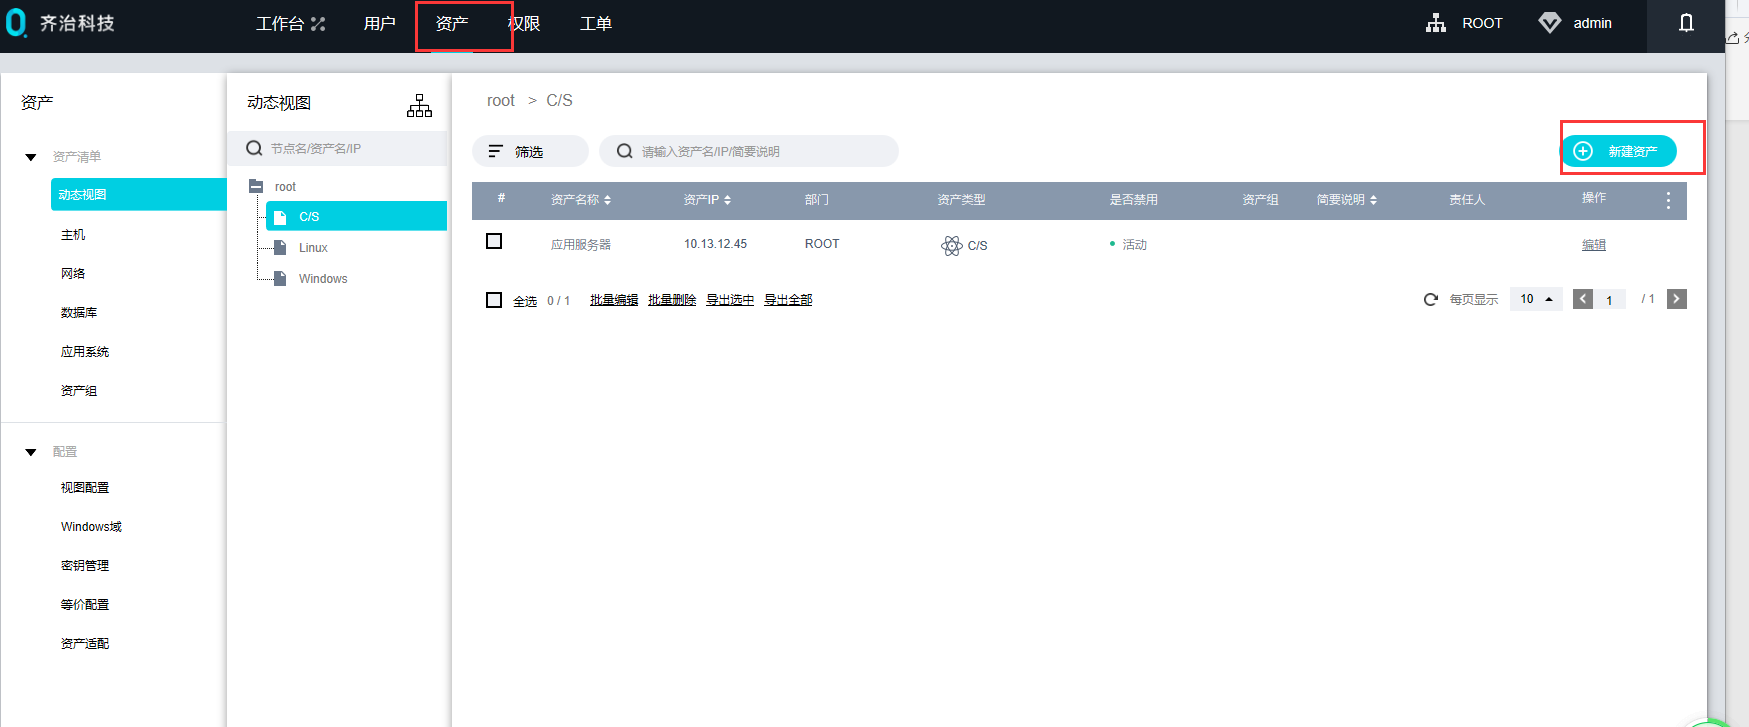 齐治科技
工作台
用户
资产
权限
工单
ROOT
admin
资产
资产清单
动态视图
主机
网络
数据库
应用系统
资产组
配置
视图配置
Windows域
密钥管理
等价配置
资产适配
动态视图
节点名/资产名/IP
root
C/S
Linux
Windows
root > C/S
筛选
请输入资产名/IP/简要说明
新建资产
# 资产名称 资产IP 部门 资产类型 是否禁用 资产组 简要说明 责任人 操作
应用服务器 10.13.12.45 ROOT C/S 活动 编辑
全选 0 / 1 批量编辑 批量删除 导出选中 导出全部 每页显示 10 1 / 1